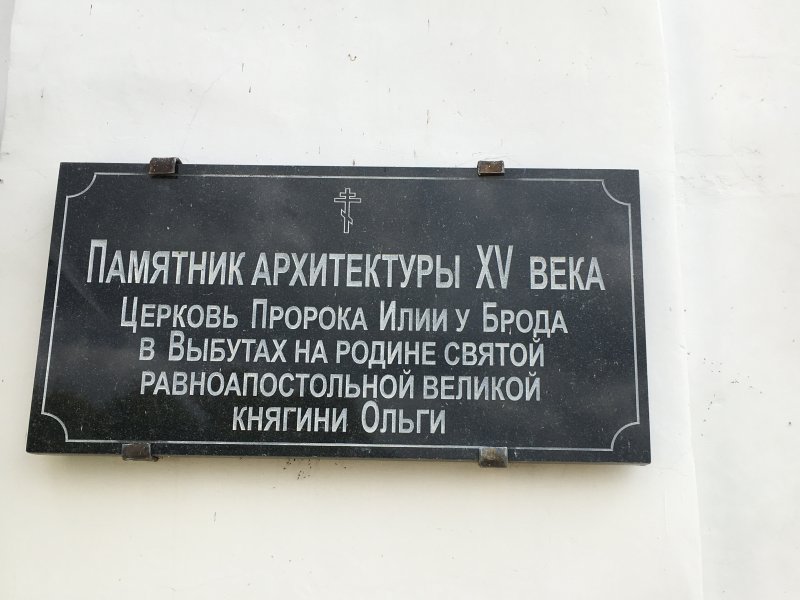 Памятник архитектуры XV века
Церковь Пророка Илии у Брода
в Выбутах на родине святой
равноапостольной великой
княгини Ольги